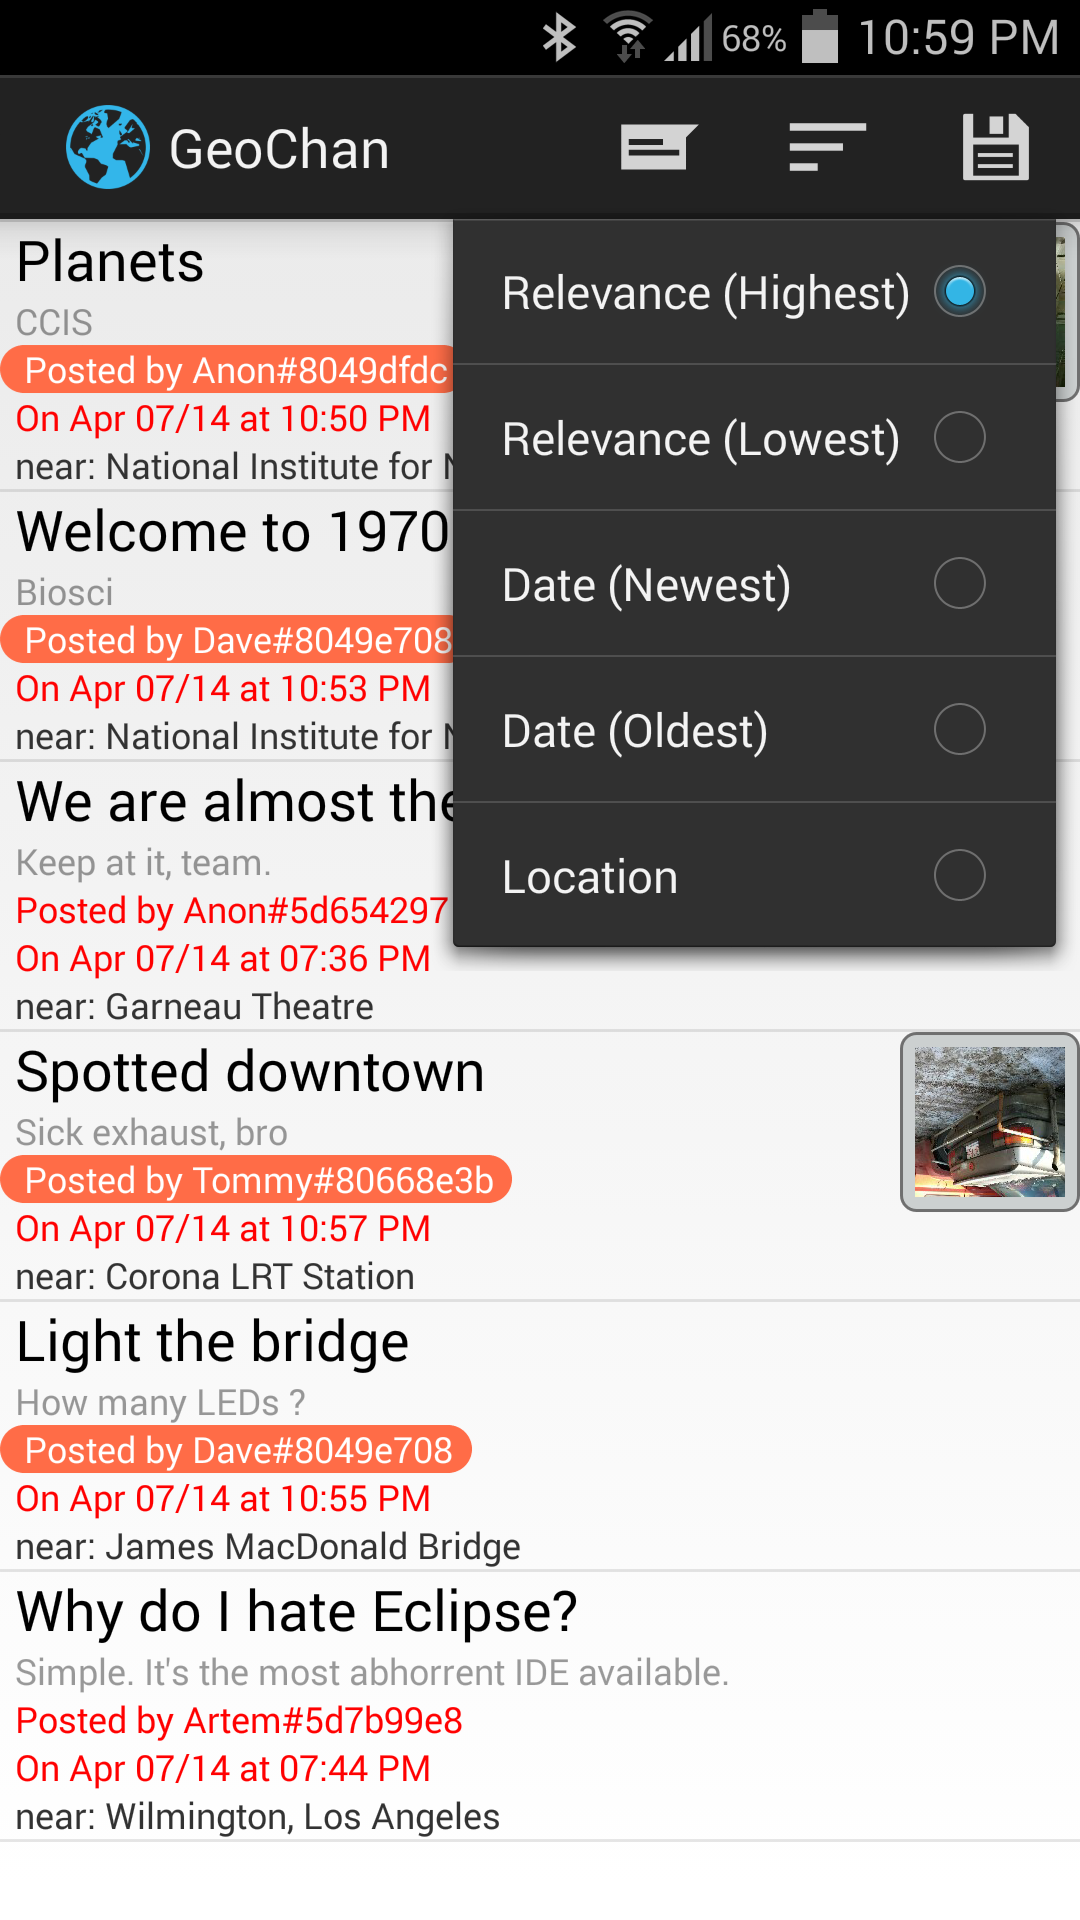 68% 10:59 PM
GeoChan
Planets
CCIS
Posted by Anon#8049dfdc
On Apr 07/14 at 10:50 PM
near: National Institute for
Welcome to 1970
Biosci
Posted by Dave#8049e708
On Apr 07/14 at 10:53 PM
near: National Institute for
We are almost the
Keep at it, team.
Posted by Anon#5d654297
On Apr 07/14 at 07:36 PM
near: Garneau Theatre
Relevance (Highest)
Relevance (Lowest)
Date (Newest)
Date (Oldest)
Location
Spotted downtown
Sick exhaust, bro
Posted by Tommy#80668e3b
On Apr 07/14 at 10:57 PM
near: Corona LRT Station
Light the bridge
How many LEDs ?
Posted by Dave#8049e708
On Apr 07/14 at 10:55 PM
near: James MacDonald Bridge
Why do I hate Eclipse?
Simple. It's the most abhorrent IDE available.
Posted by Artem#5d7b99e8
On Apr 07/14 at 07:44 PM
near: Wilmington, Los Angeles